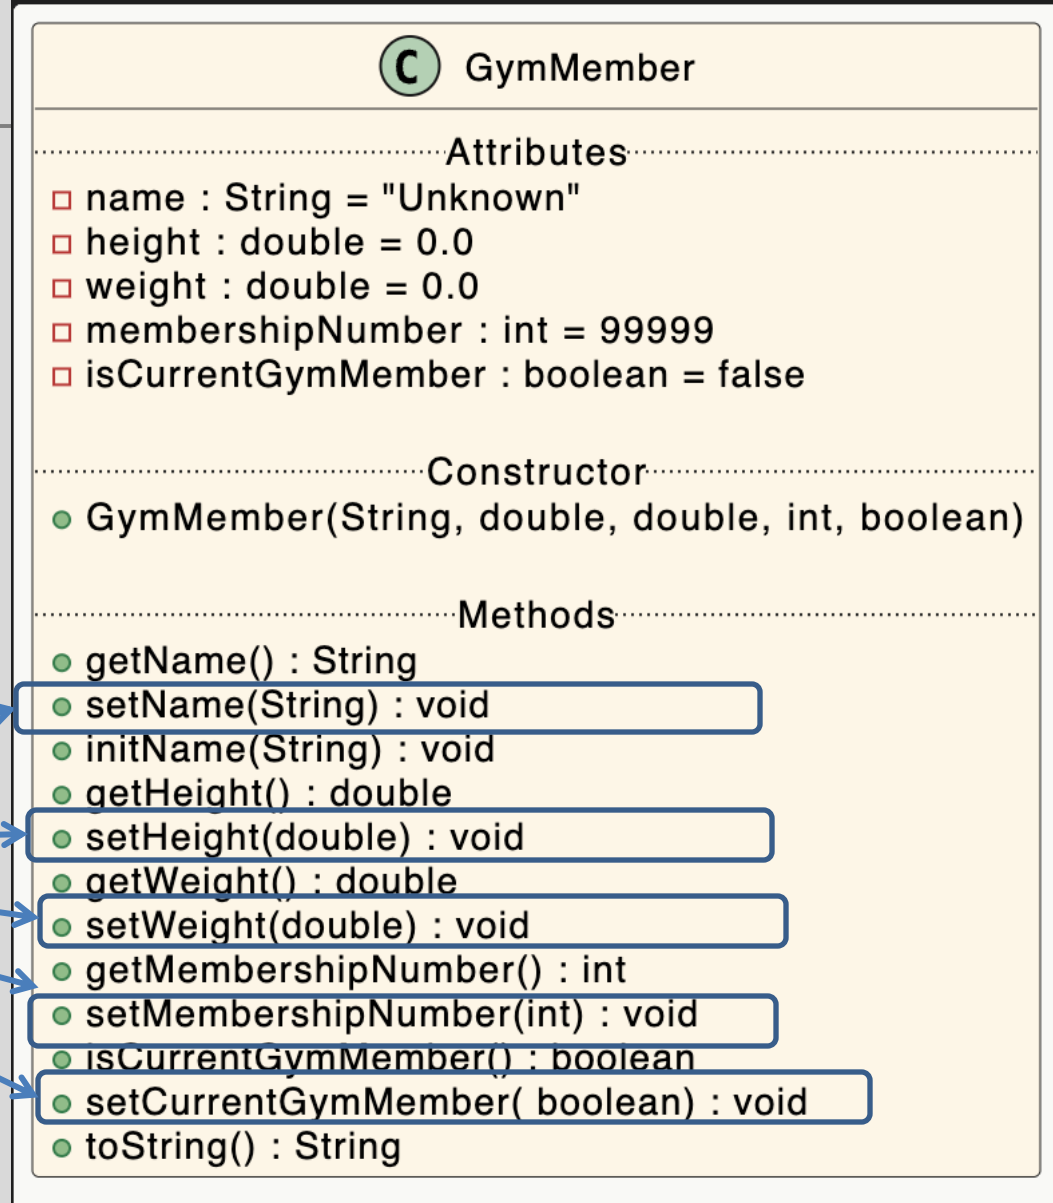 C GymMember
Attributes
name : String = "Unknown"
height : double = 0.0
weight : double = 0.0
membershipNumber : int = 99999
isCurrentGymMember : boolean = false
Constructor
GymMember(String, double, double, int, boolean)
Methods
getName() : String
setName(String) : void
initName(String) : void
getHeight() : double
setHeight(double) : void
getWeight() : double
setWeight(double) : void
getMembershipNumber() : int
setMembershipNumber(int) : void
isCurrentGymMember() : boolean
setCurrentGymMember( boolean) : void
toString() : String